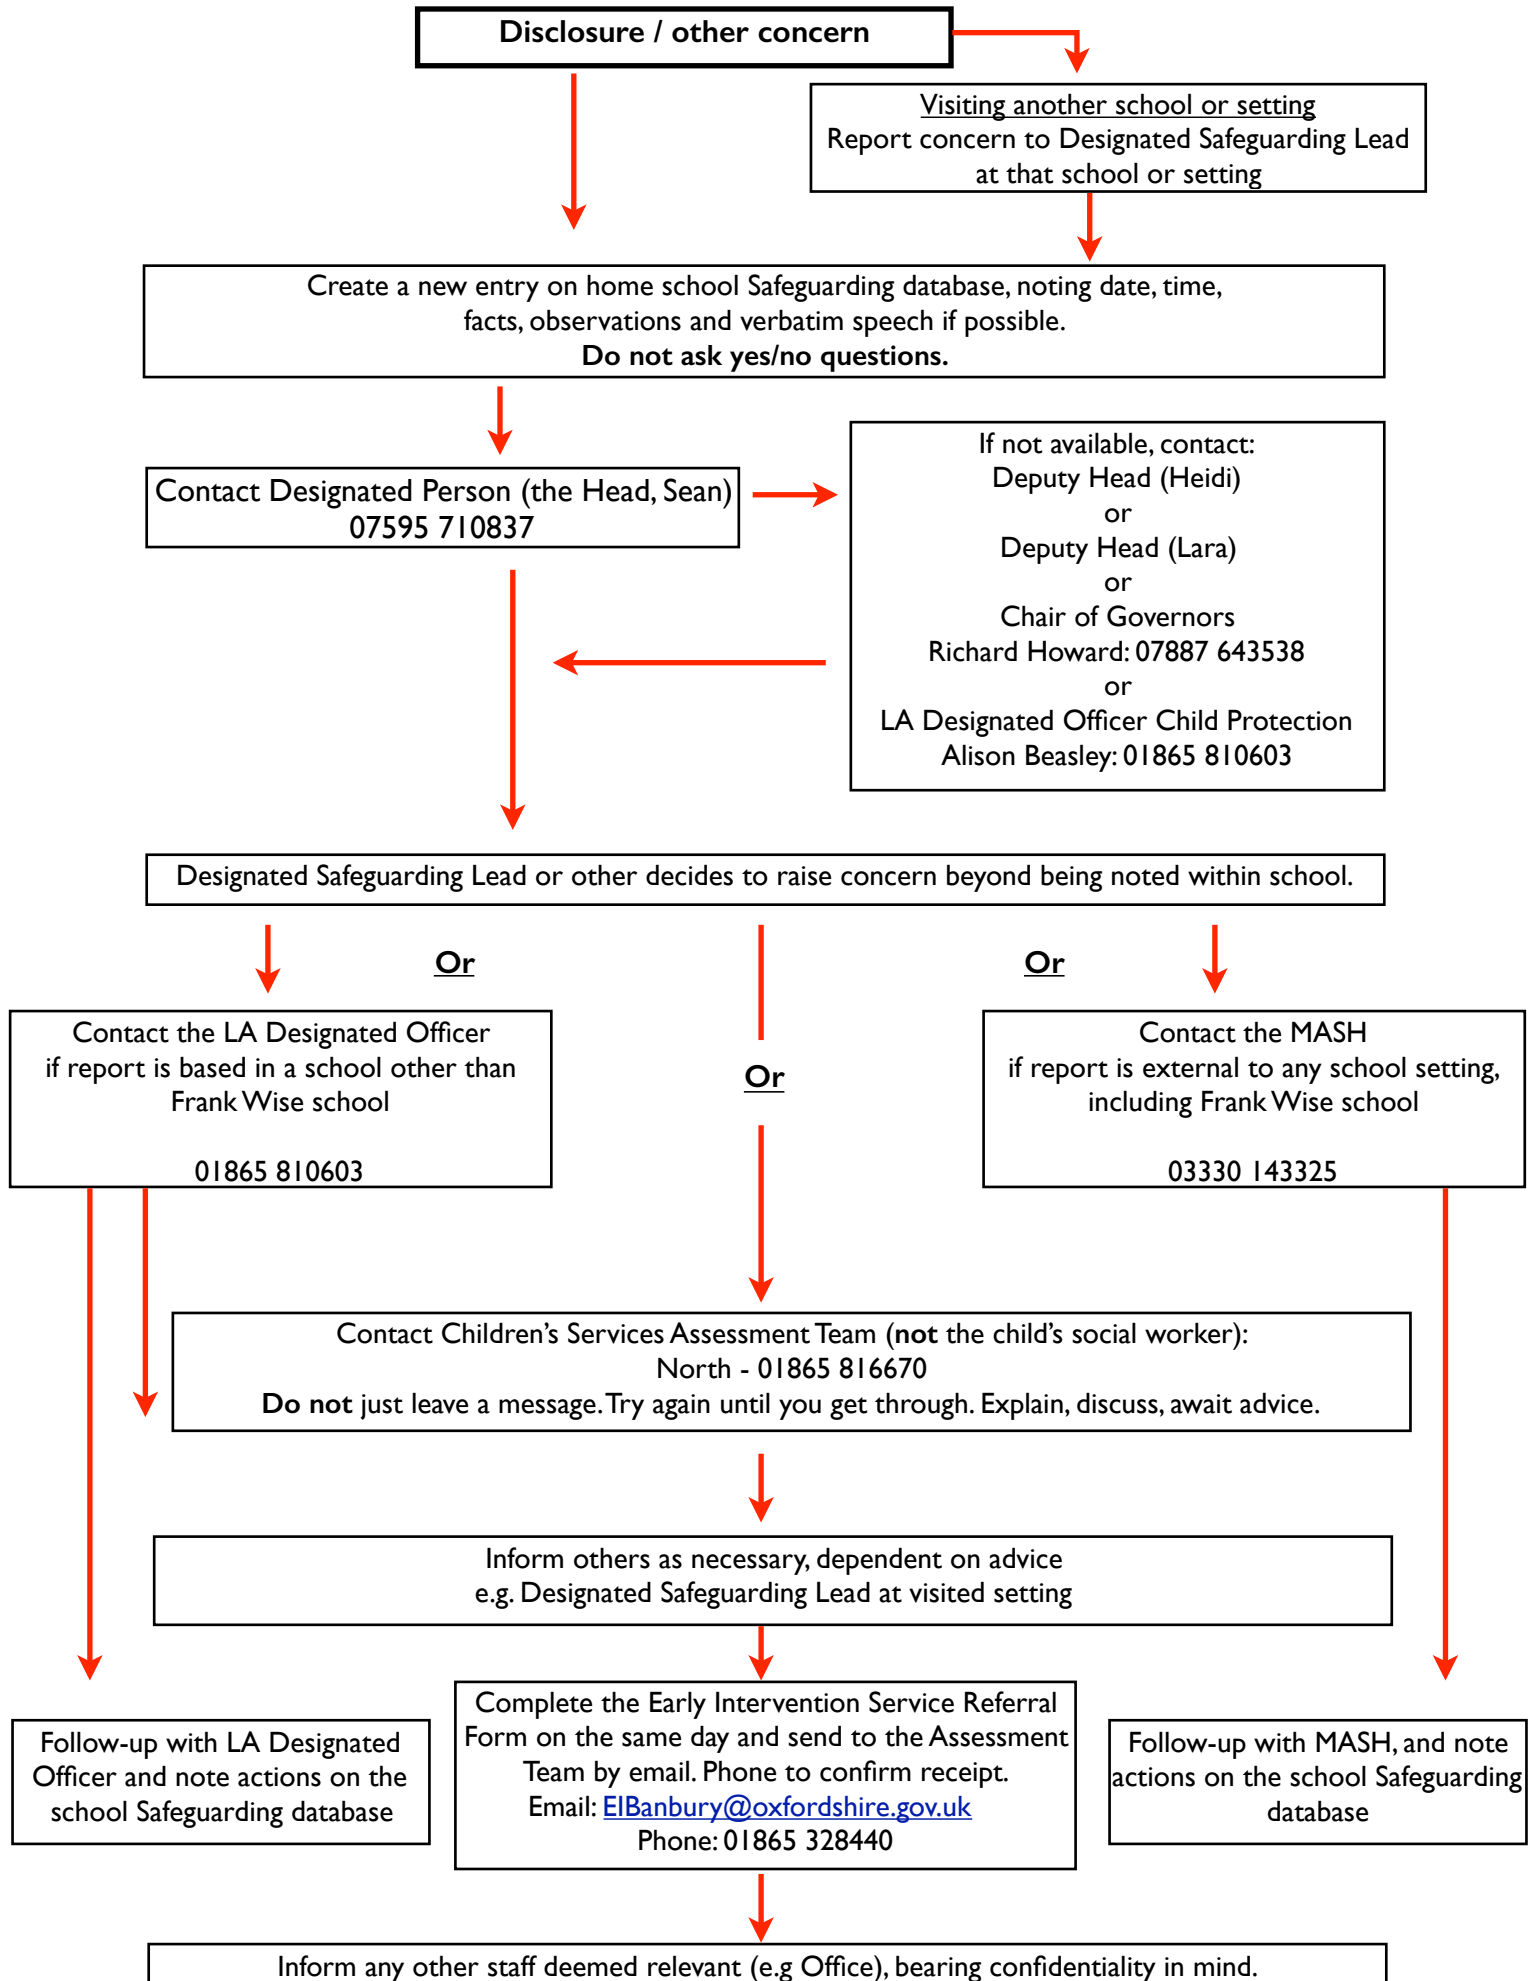 Disclosure / other concern
Visiting another school or setting
Report concern to Designated Safeguarding Lead
at that school or setting
Create a new entry on home school Safeguarding database, noting date, time,
facts, observations and verbatim speech if possible.
Do not ask yes/no questions.
Contact Designated Person (the Head, Sean)
07595 710837
If not available, contact:
Deputy Head (Heidi)
or
Deputy Head (Lara)
or
Chair of Governors
Richard Howard: 07887 643538
or
LA Designated Officer Child Protection
Alison Beasley: 01865 810603
Designated Safeguarding Lead or other decides to raise concern beyond being noted within school.
Or
Or
Contact the LA Designated Officer
if report is based in a school other than
Frank Wise school
01865 810603
Or
Contact the MASH
if report is external to any school setting,
including Frank Wise school
03330 143325
Contact Children's Services Assessment Team (not the child's social worker):
North - 01865 816670
Do not just leave a message. Try again until you get through. Explain, discuss, await advice.
Inform others as necessary, dependent on advice
e.g. Designated Safeguarding Lead at visited setting
Follow-up with LA Designated
Officer and note actions on the
school Safeguarding database
Complete the Early Intervention Service Referral
Form on the same day and send to the Assessment
Team by email. Phone to confirm receipt.
Email: EIBanbury@oxfordshire.gov.uk
Phone: 01865 328440
Follow-up with MASH, and note
actions on the school Safeguarding
database
Inform any other staff deemed relevant (e.g Office), bearing confidentiality in mind.